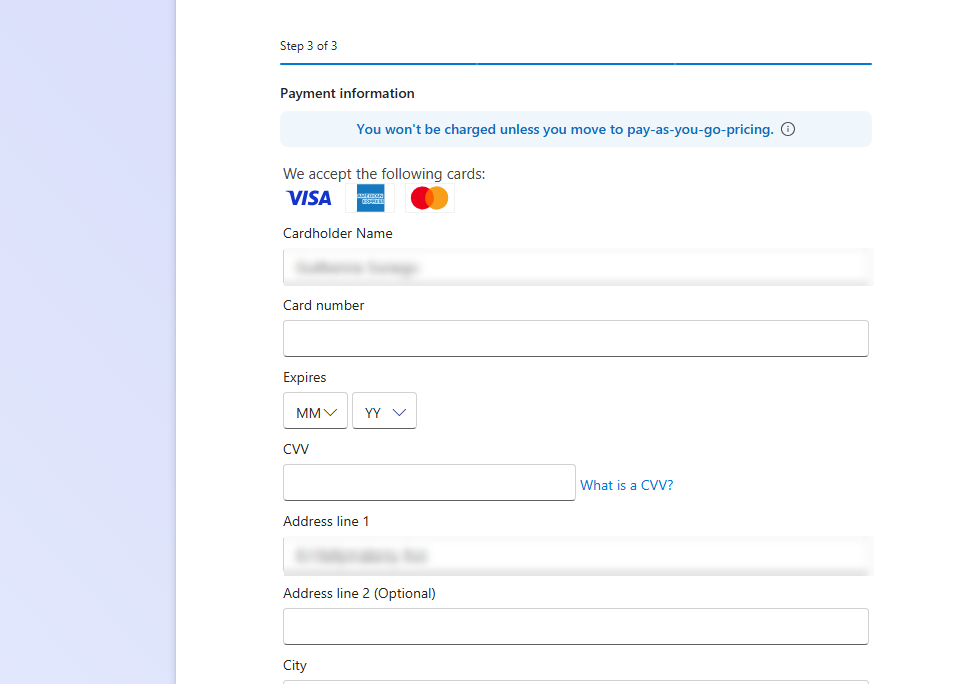 Step 3 of 3
Payment information
You won't be charged unless you move to pay-as-you-go-pricing.
We accept the following cards:
VISA AMERICAN EXPRESS
Cardholder Name
Card number
Expires
MM YY
CVV
What is a CVV?
Address line 1
Address line 2 (Optional)
City